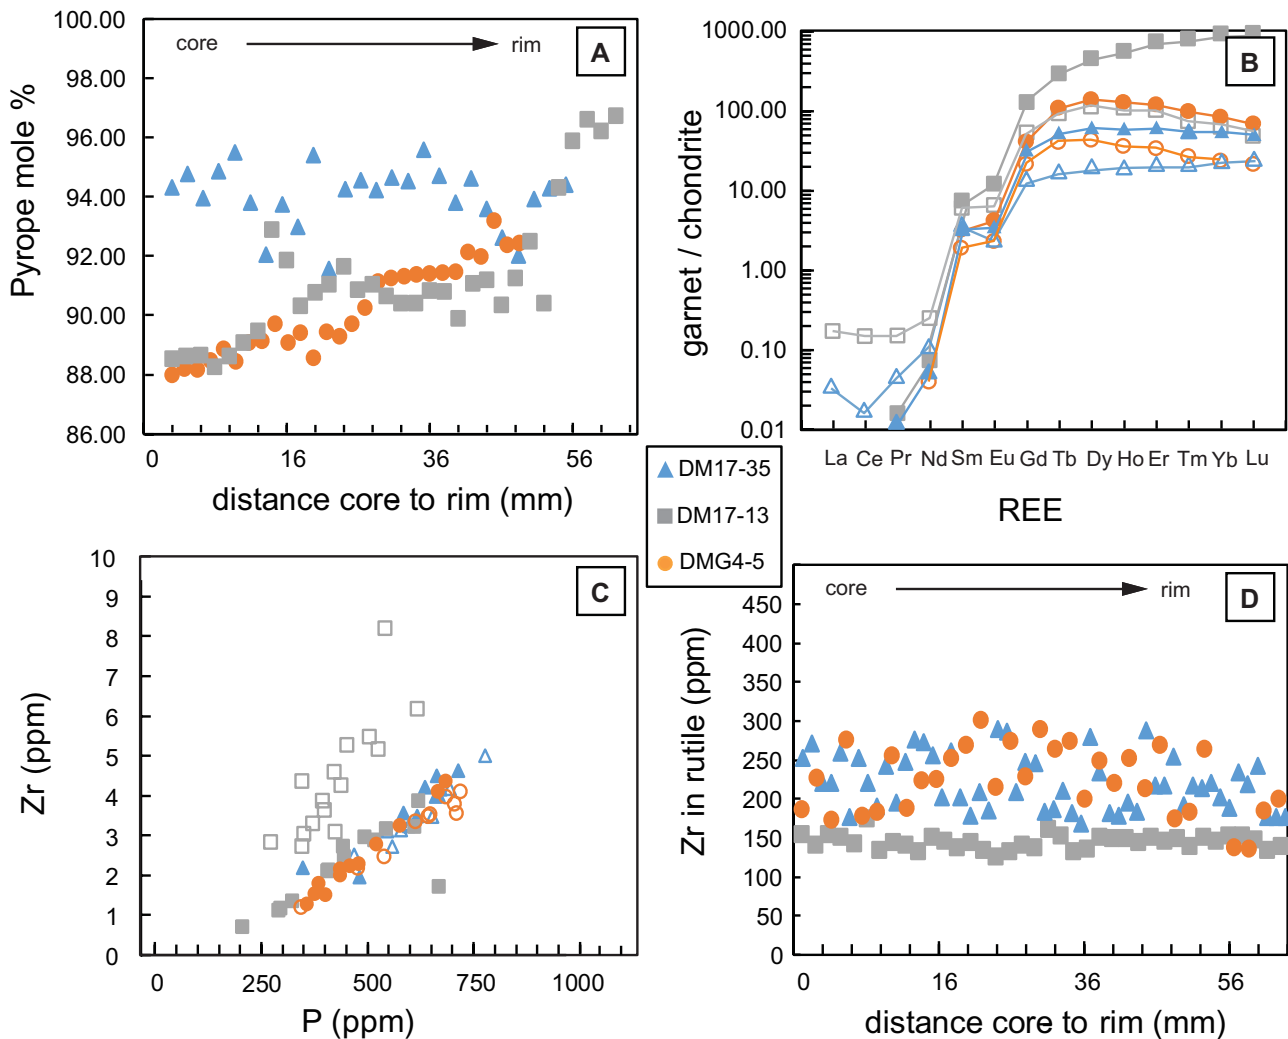 A
core
rim
Pyrope mole %
100.00
98.00
96.00
94.00
92.00
90.00
88.00
86.00
0 16 36 56
distance core to rim (mm)
B
garnet / chondrite
1000.00
100.00
10.00
1.00
0.10
0.01
La Ce Pr Nd Sm Eu Gd Tb Dy Ho Er Tm Yb Lu
REE
DM17-35
DM17-13
DMG4-5
C
Zr (ppm)
10
9
8
7
6
5
4
3
2
1
0
0 250 500 750 1000
P (ppm)
D
core
rim
Zr in rutile (ppm)
450
400
350
300
250
200
150
100
50
0
0 16 36 56
distance core to rim (mm)